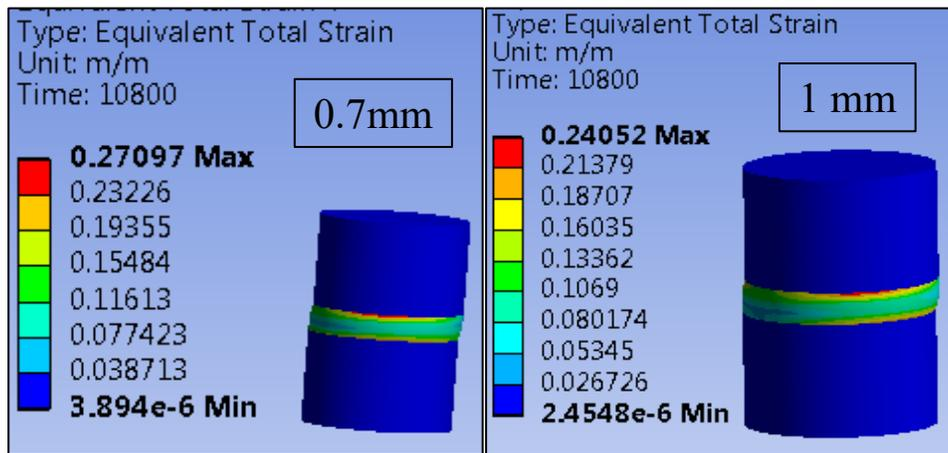 Type: Equivalent Total Strain
Unit: m/m
Time: 10800
0.7mm
0.27097 Max
0.23226
0.19355
0.15484
0.11613
0.077423
0.038713
3.894e-6 Min
Type: Equivalent Total Strain
Unit: m/m
Time: 10800
1 mm
0.24052 Max
0.21379
0.18707
0.16035
0.13362
0.1069
0.080174
0.05345
0.026726
2.4548e-6 Min